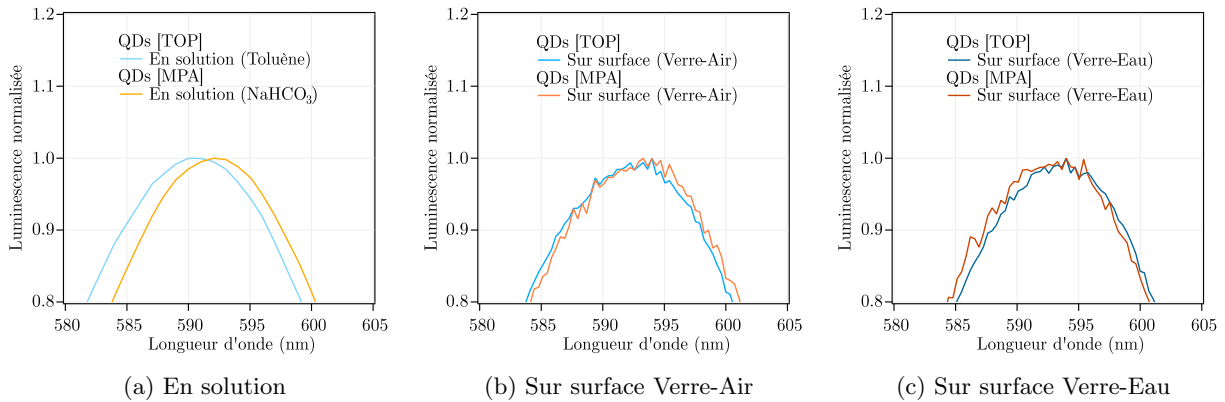 1.2
1.1
1.0
0.9
0.8
Luminescence normalisée
QDs [TOP]
En solution (Toluène)
QDs [MPA]
En solution (NaHCO3)
580 585 590 595 600 605
Longueur d'onde (nm)
(a) En solution
1.2
1.1
1.0
0.9
0.8
Luminescence normalisée
QDs [TOP]
Sur surface (Verre-Air)
QDs [MPA]
Sur surface (Verre-Air)
580 585 590 595 600 605
Longueur d'onde (nm)
(b) Sur surface Verre-Air
1.2
1.1
1.0
0.9
0.8
Luminescence normalisée
QDs [TOP]
Sur surface (Verre-Eau)
QDs [MPA]
Sur surface (Verre-Eau)
580 585 590 595 600 605
Longueur d'onde (nm)
(c) Sur surface Verre-Eau